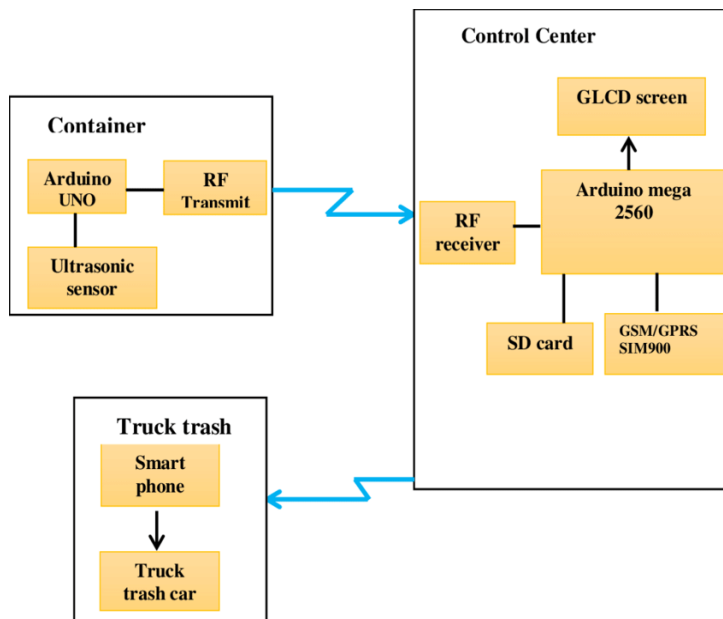 Control Center
GLCD screen
Container
Arduino
UNO
RF
Transmit
Ultrasonic
sensor
RF
receiver
Arduino mega
2560
SD card
GSM/GPRS
SIM900
Truck trash
Smart
phone
Truck
trash car